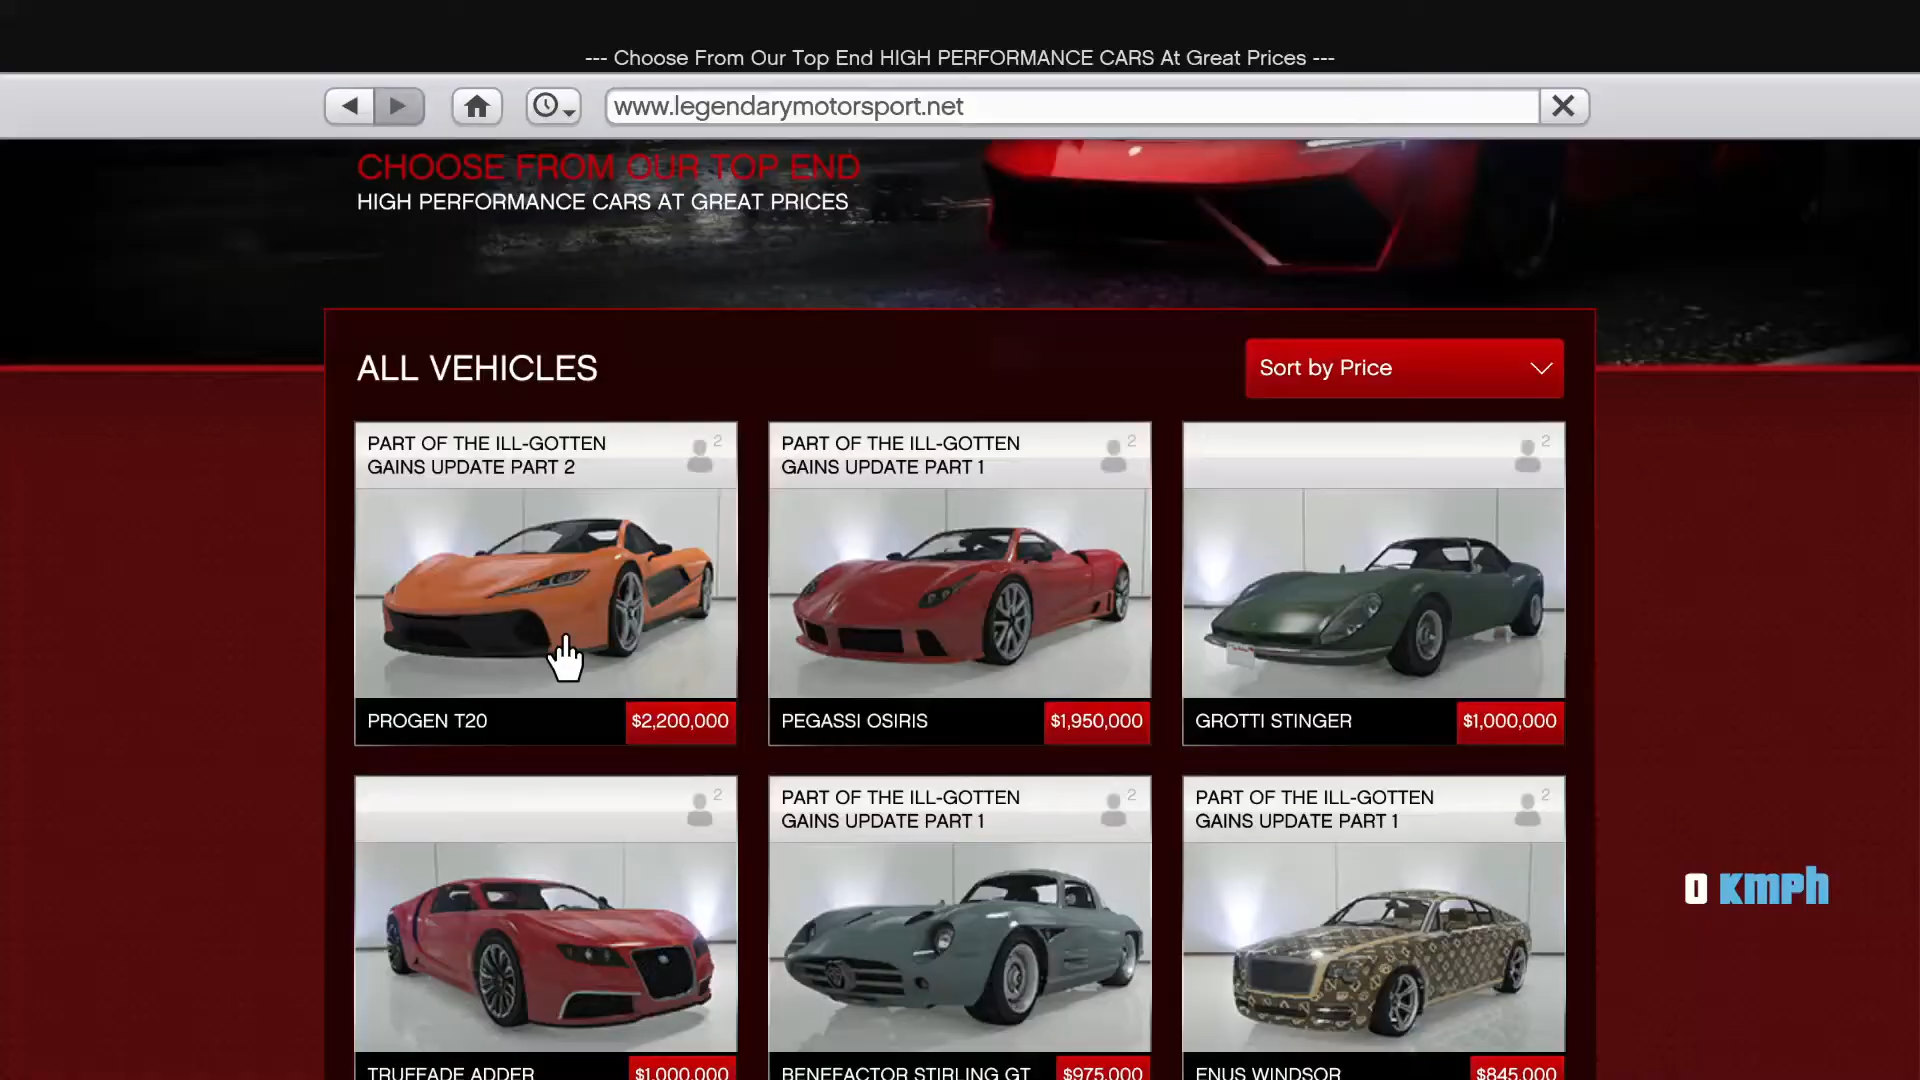 --- Choose From Our Top End HIGH PERFORMANCE CARS At Great Prices ---
www.legendarymotorsport.net
CHOOSE FROM OUR TOP END
HIGH PERFORMANCE CARS AT GREAT PRICES
ALL VEHICLES
Sort by Price
PART OF THE ILL-GOTTEN
GAINS UPDATE PART 2
2
PROGEN T20
$2,200,000
PART OF THE ILL-GOTTEN
GAINS UPDATE PART 1
2
PEGASSI OSIRIS
$1,950,000
2
GROTTI STINGER
$1,000,000
2
TRUFFADE ADDER
$1,000,000
PART OF THE ILL-GOTTEN
GAINS UPDATE PART 1
2
BENEFACTOR STIRLING GT
$975,000
PART OF THE ILL-GOTTEN
GAINS UPDATE PART 1
2
ENUS WINDSOR
$845,000
0 kmph